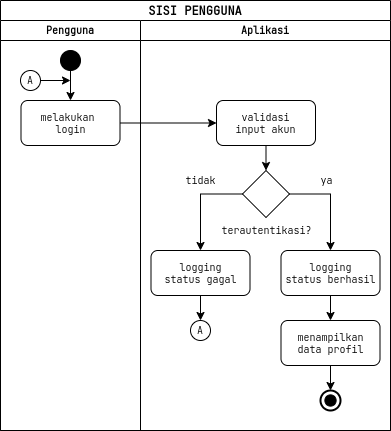 SISI PENGGUNA
Pengguna
Aplikasi
A
melakukan
login
validasi
input akun
tidak
ya
terautentikasi?
logging
status gagal
logging
status berhasil
A
menampilkan
data profil